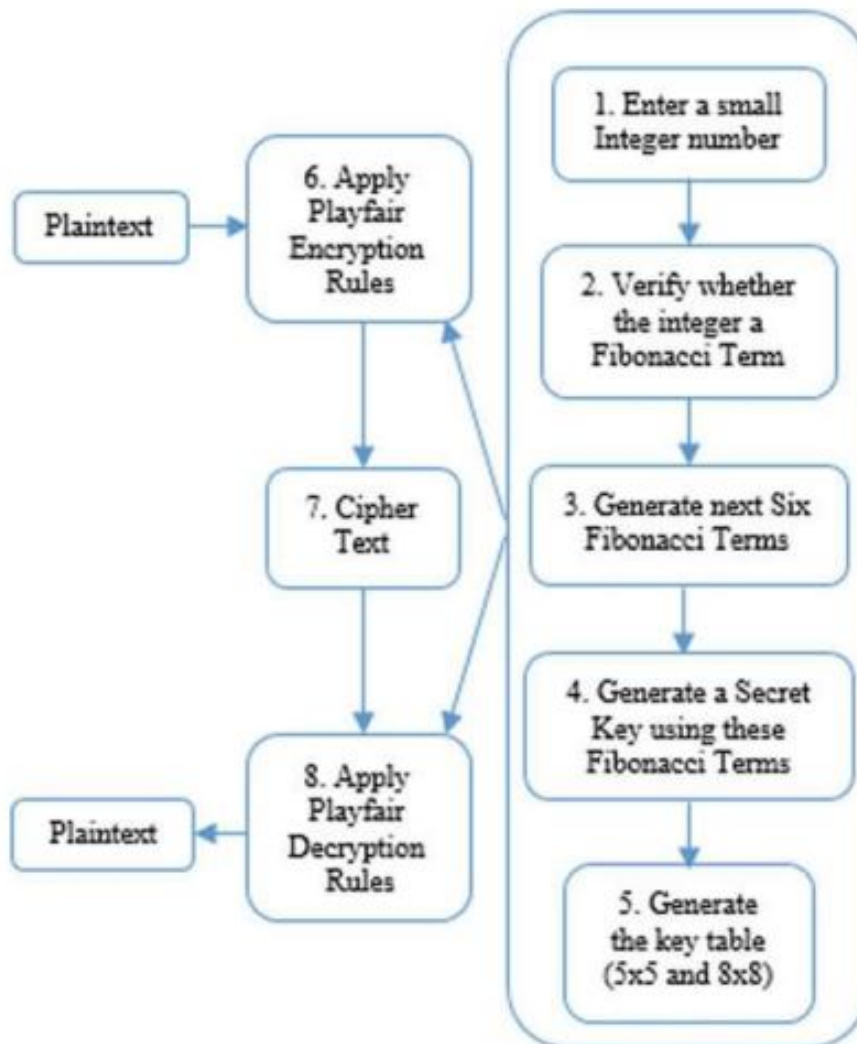 1. Enter a small
Integer number
6. Apply
Playfair
Encryption
Rules
Plaintext
2. Verify whether
the integer a
Fibonacci Term
7. Cipher
Text
3. Generate next Six
Fibonacci Terms
4. Generate a Secret
Key using these
Fibonacci Terms
8. Apply
Playfair
Decryption
Rules
Plaintext
5. Generate
the key table
(5x5 and 8x8)